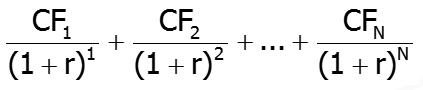 CF₁/(1 + r)¹ + CF₂/(1 + r)² + ... + CF_N/(1 + r)^N